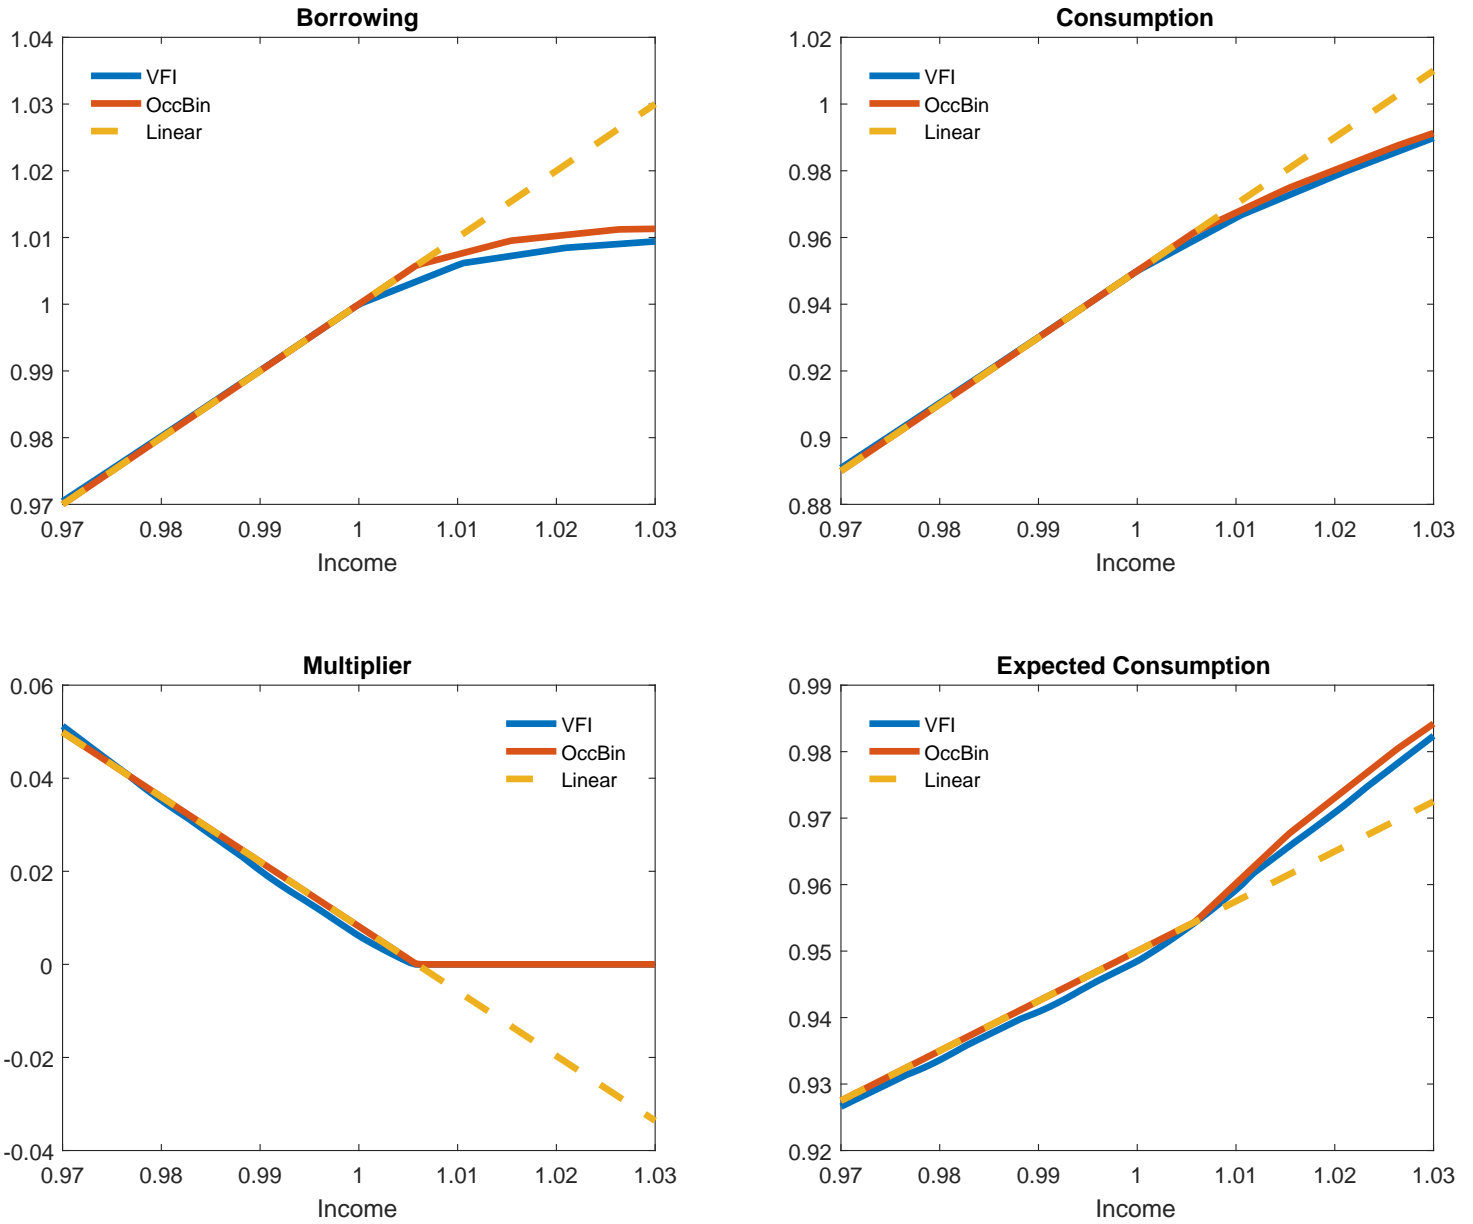 Borrowing
1.04
1.03
1.02
1.01
1
0.99
0.98
0.97
VFI
OccBin
Linear
0.97 0.98 0.99 1 1.01 1.02 1.03
Income
Consumption
1.02
1
0.98
0.96
0.94
0.92
0.9
0.88
VFI
OccBin
Linear
0.97 0.98 0.99 1 1.01 1.02 1.03
Income
Multiplier
0.06
0.04
0.02
0
-0.02
-0.04
VFI
OccBin
Linear
0.97 0.98 0.99 1 1.01 1.02 1.03
Income
Expected Consumption
0.99
0.98
0.97
0.96
0.95
0.94
0.93
0.92
VFI
OccBin
Linear
0.97 0.98 0.99 1 1.01 1.02 1.03
Income